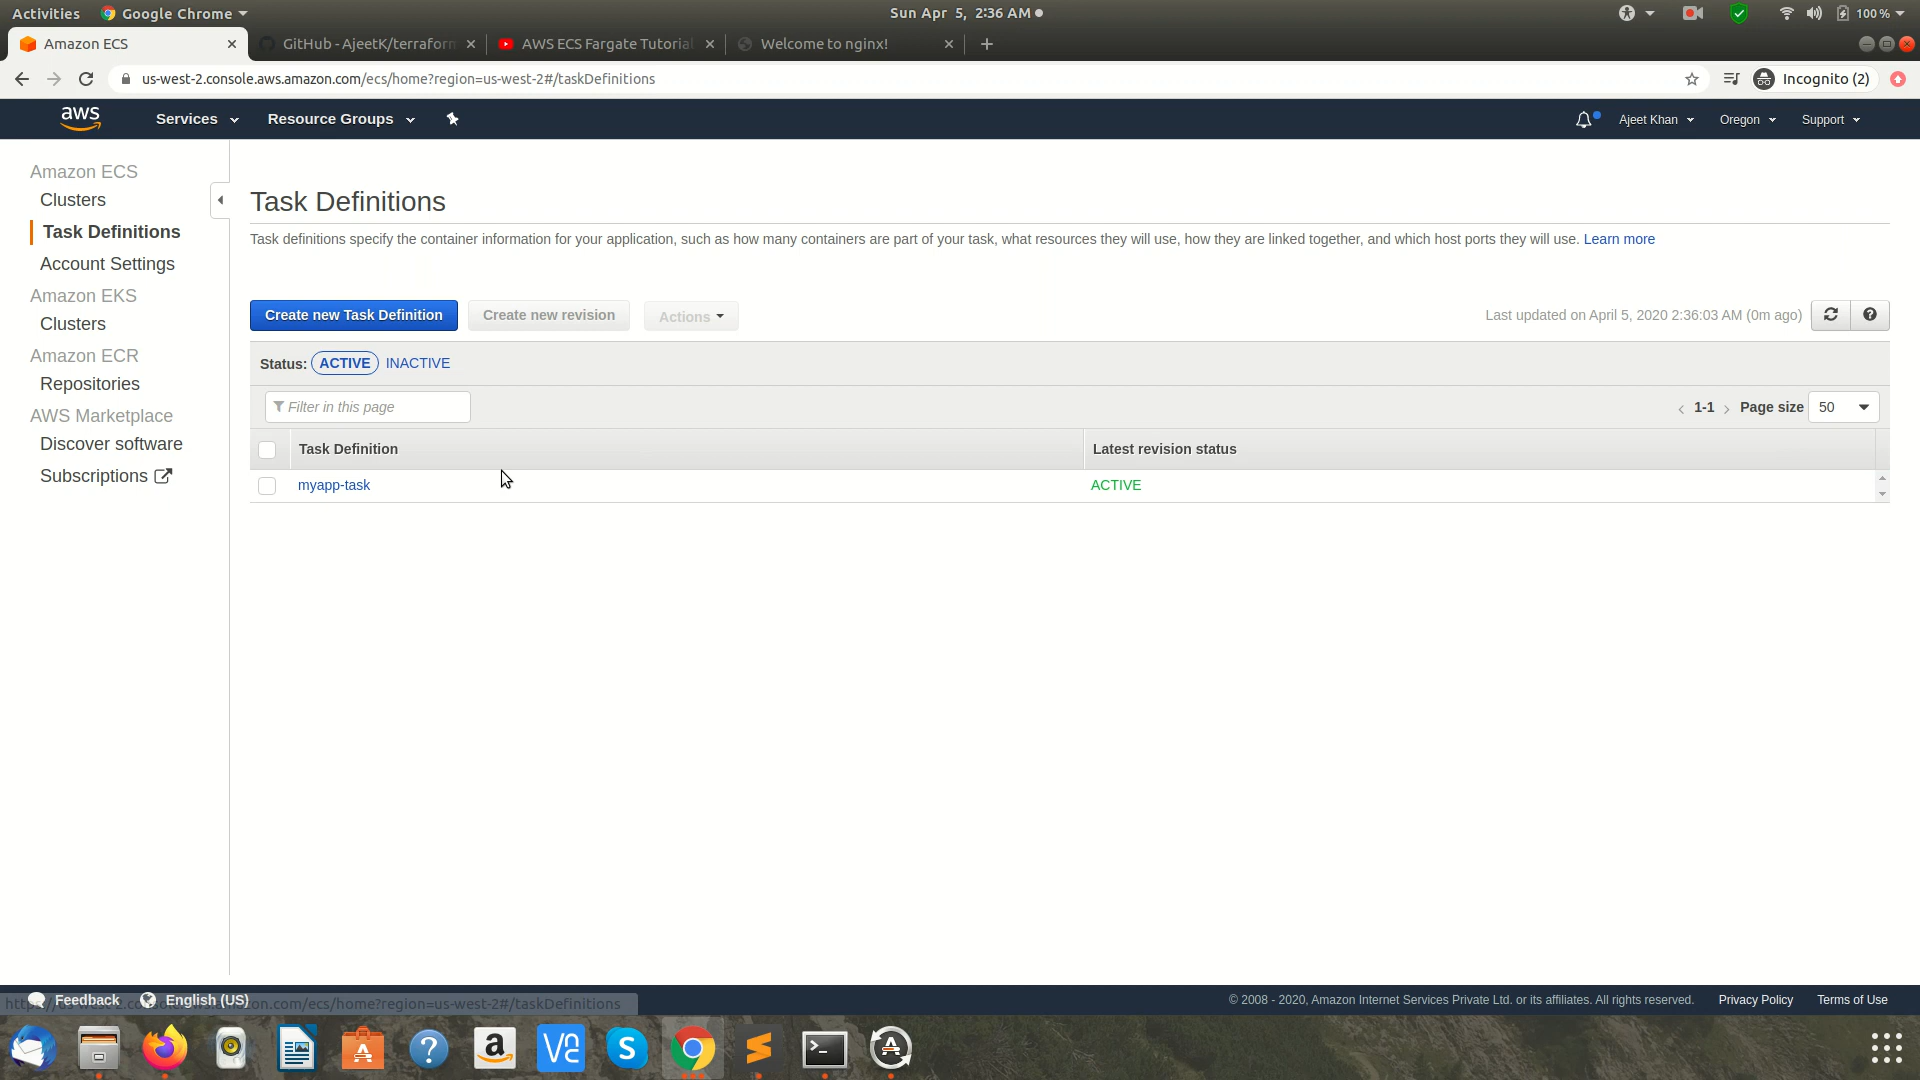 Activities Google Chrome Sun Apr 5, 2:36 AM 100 %
Amazon ECS GitHub - AjeetK/terraform AWS ECS Fargate Tutorial Welcome to nginx!
us-west-2.console.aws.amazon.com/ecs/home?region=us-west-2#/taskDefinitions Incognito (2)
aws Services Resource Groups Ajeet Khan Oregon Support
Amazon ECS
Clusters
Task Definitions
Account Settings
Amazon EKS
Clusters
Amazon ECR
Repositories
AWS Marketplace
Discover software
Subscriptions
Task Definitions
Task definitions specify the container information for your application, such as how many containers are part of your task, what resources they will use, how they are linked together, and which host ports they will use. Learn more
Create new Task Definition Create new revision Actions Last updated on April 5, 2020 2:36:03 AM (0m ago)
Status: ACTIVE INACTIVE
Filter in this page 1-1 Page size 50
Task Definition Latest revision status
myapp-task ACTIVE
Feedback English (US) © 2008 - 2020, Amazon Internet Services Private Ltd. or its affiliates. All rights reserved. Privacy Policy Terms of Use